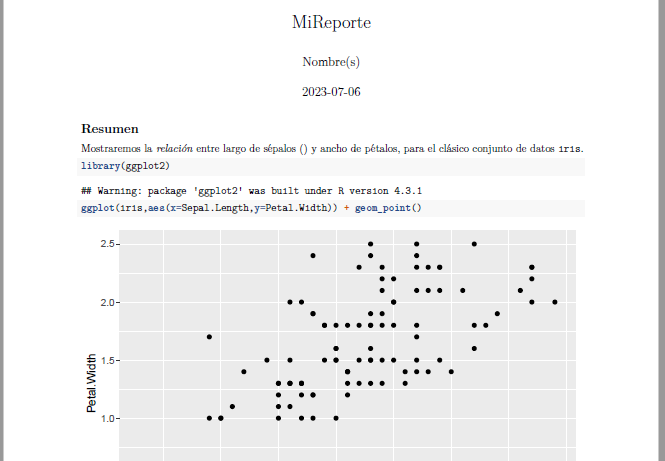 MiReporte
Nombre(s)
2023-07-06
Resumen
Mostraremos la relación entre largo de sépalos () y ancho de pétalos, para el clásico conjunto de datos iris.
library(ggplot2)
## Warning: package 'ggplot2' was built under R version 4.3.1
ggplot(iris,aes(x=Sepal.Length,y=Petal.Width)) + geom_point()
2.5
2.0
1.5
1.0
Petal.Width